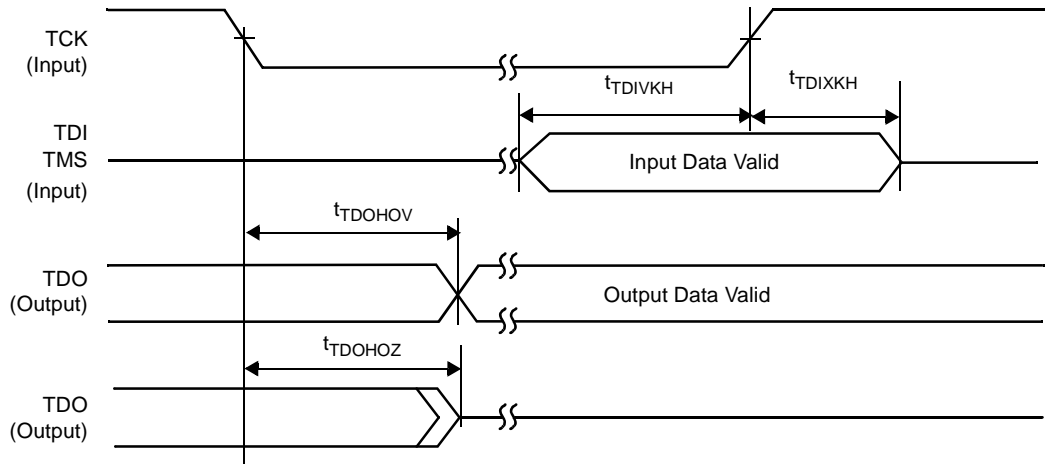 TCK
(Input)
tTDIVKH
tTDIXKH
TDI
TMS
(Input)
Input Data Valid
tTDOHOV
TDO
(Output)
Output Data Valid
tTDOHOZ
TDO
(Output)